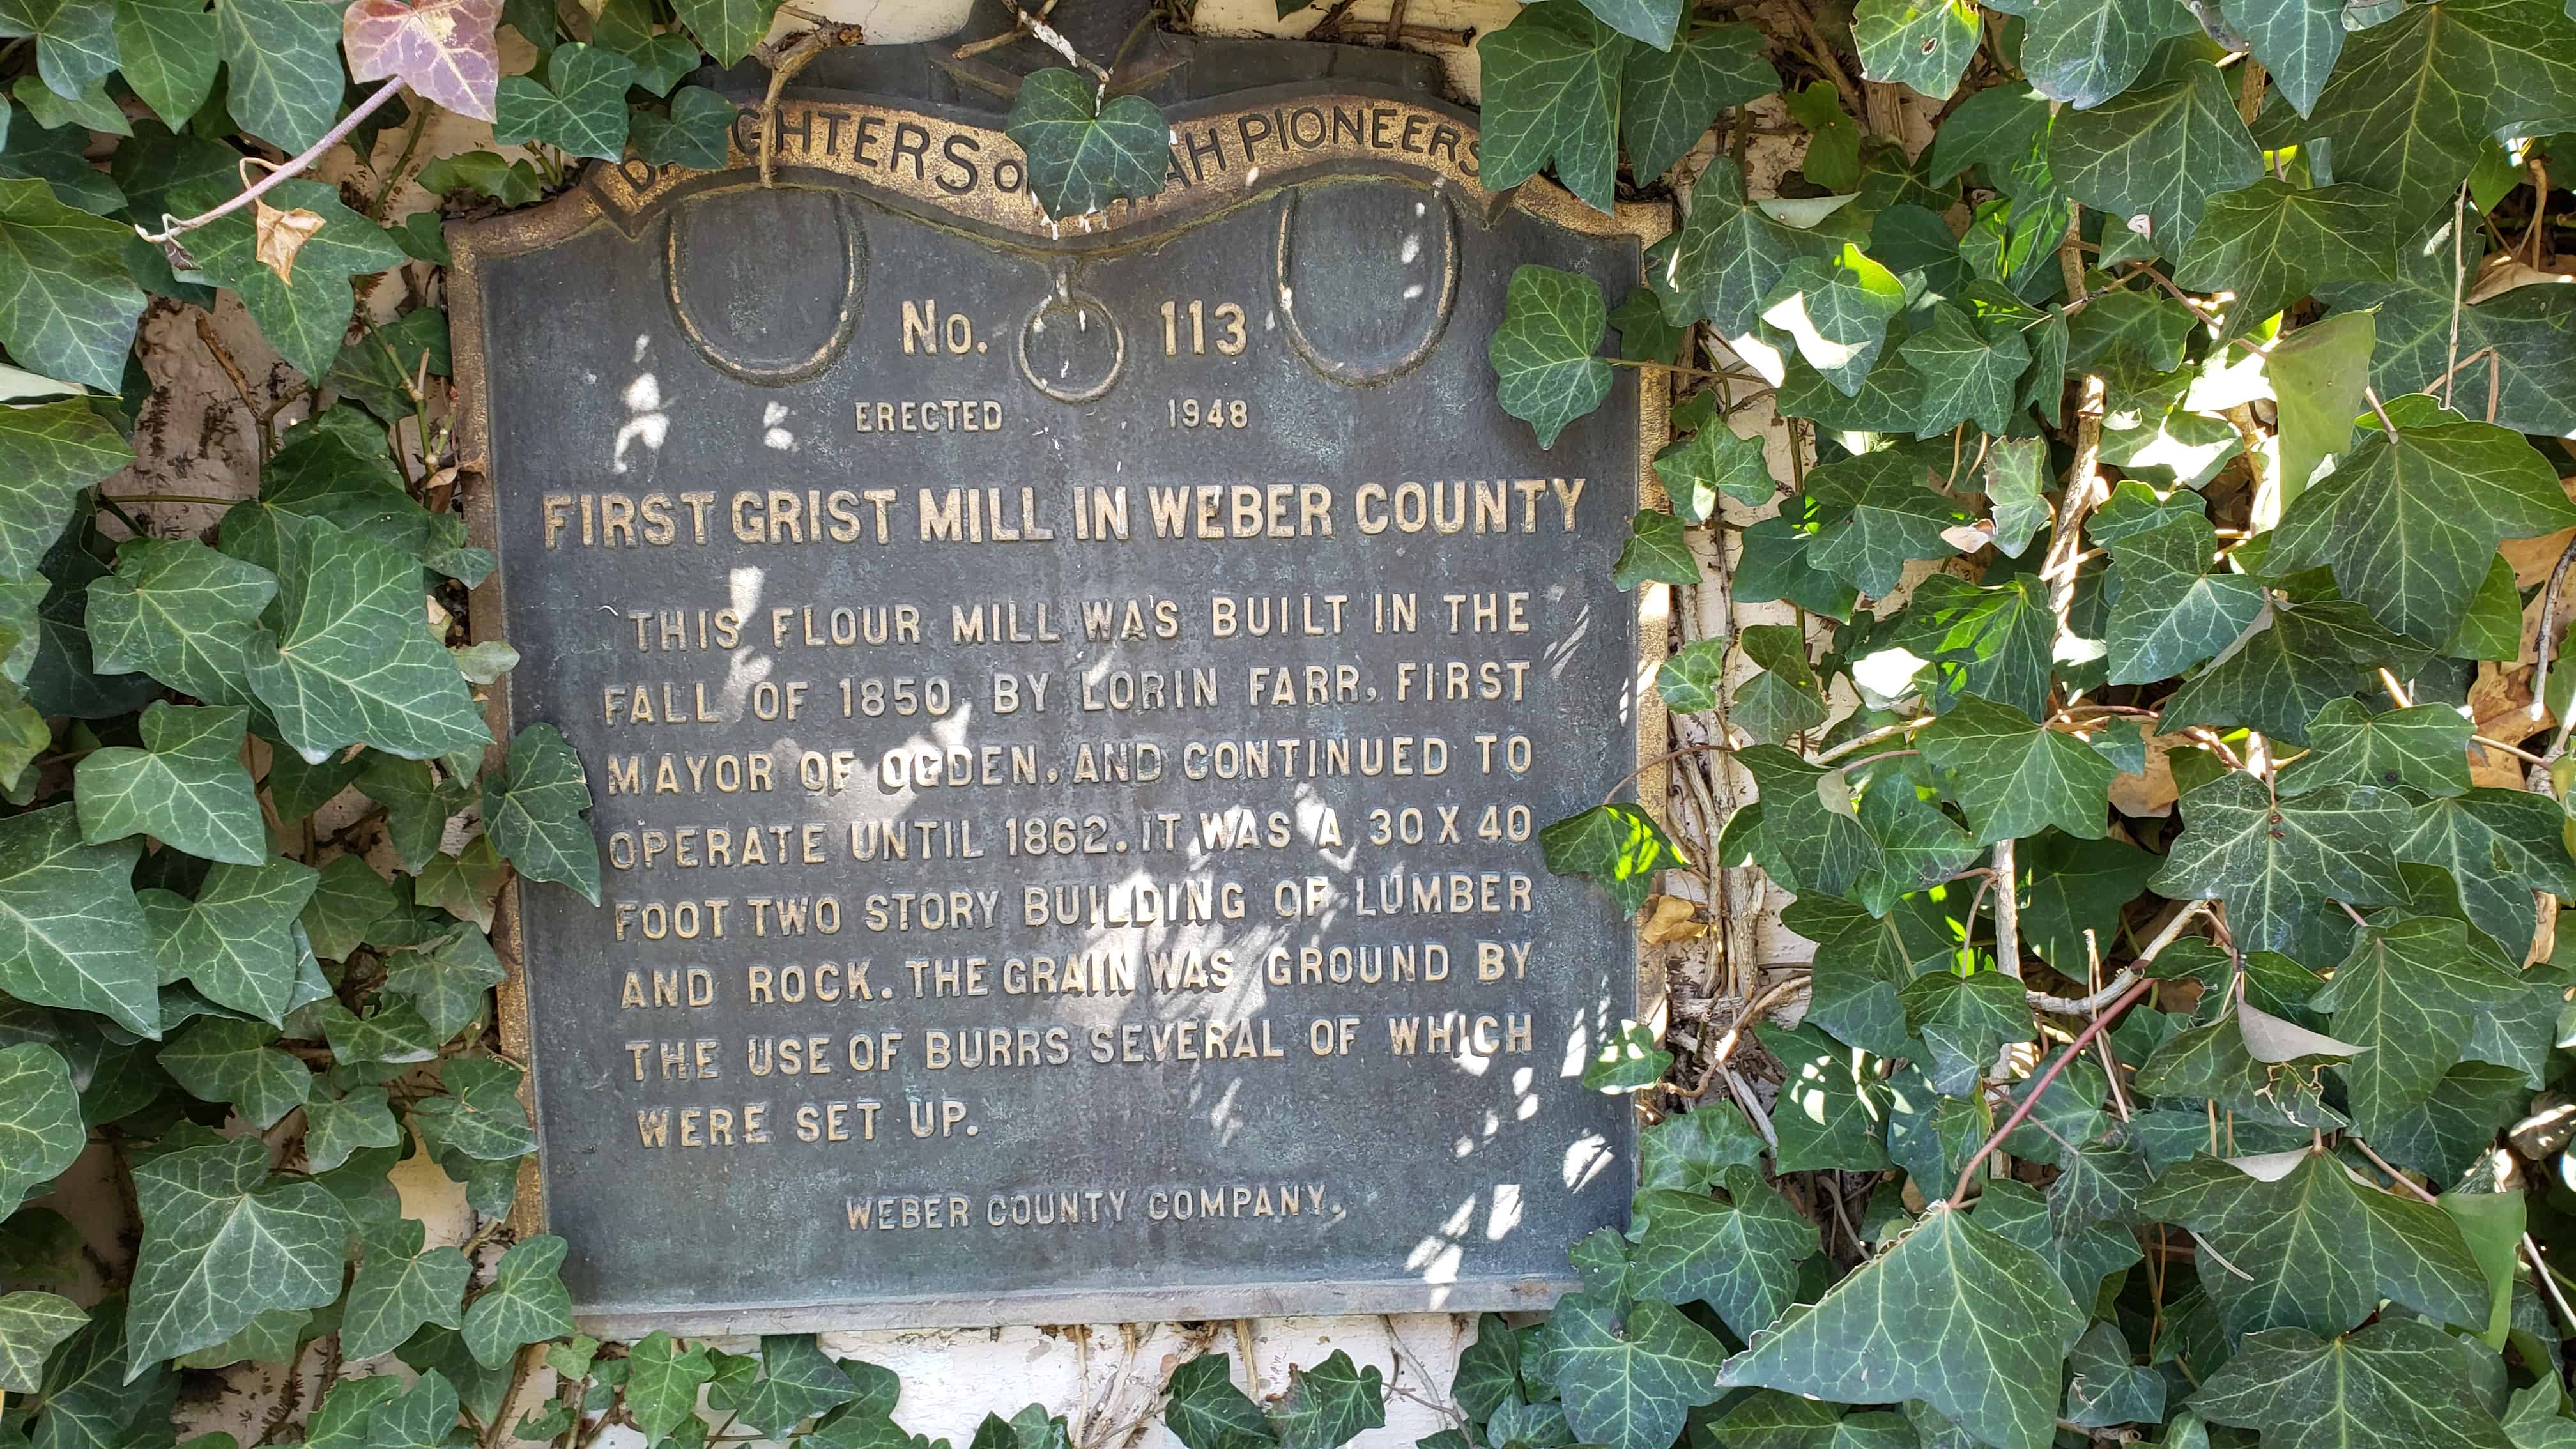 DAUGHTERS OF UTAH PIONEERS
No. 113
ERECTED 1948
FIRST GRIST MILL IN WEBER COUNTY
THIS FLOUR MILL WAS BUILT IN THE
FALL OF 1850, BY LORIN FARR, FIRST
MAYOR OF OGDEN, AND CONTINUED TO
OPERATE UNTIL 1862. IT WAS A 30 X 40
FOOT TWO STORY BUILDING OF LUMBER
AND ROCK. THE GRAIN WAS GROUND BY
THE USE OF BURRS SEVERAL OF WHICH
WERE SET UP.
WEBER COUNTY COMPANY.